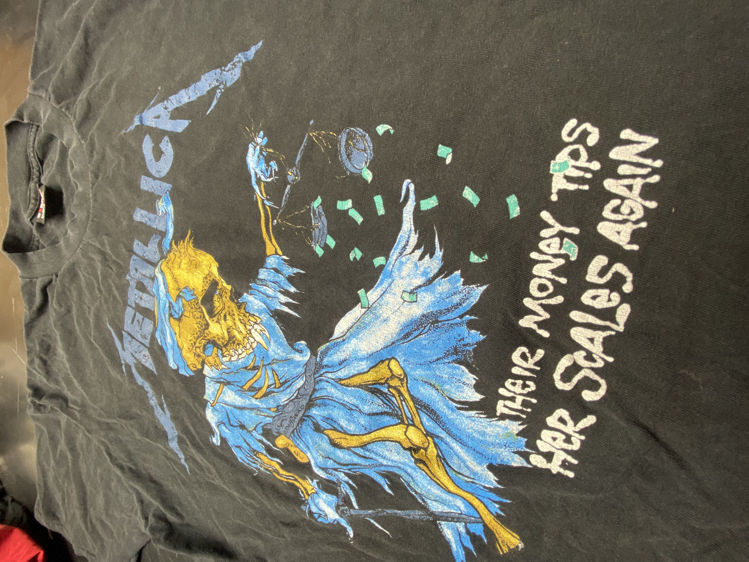 METALLICA
THEIR MONEY TIPS
HER SCALES AGAIN